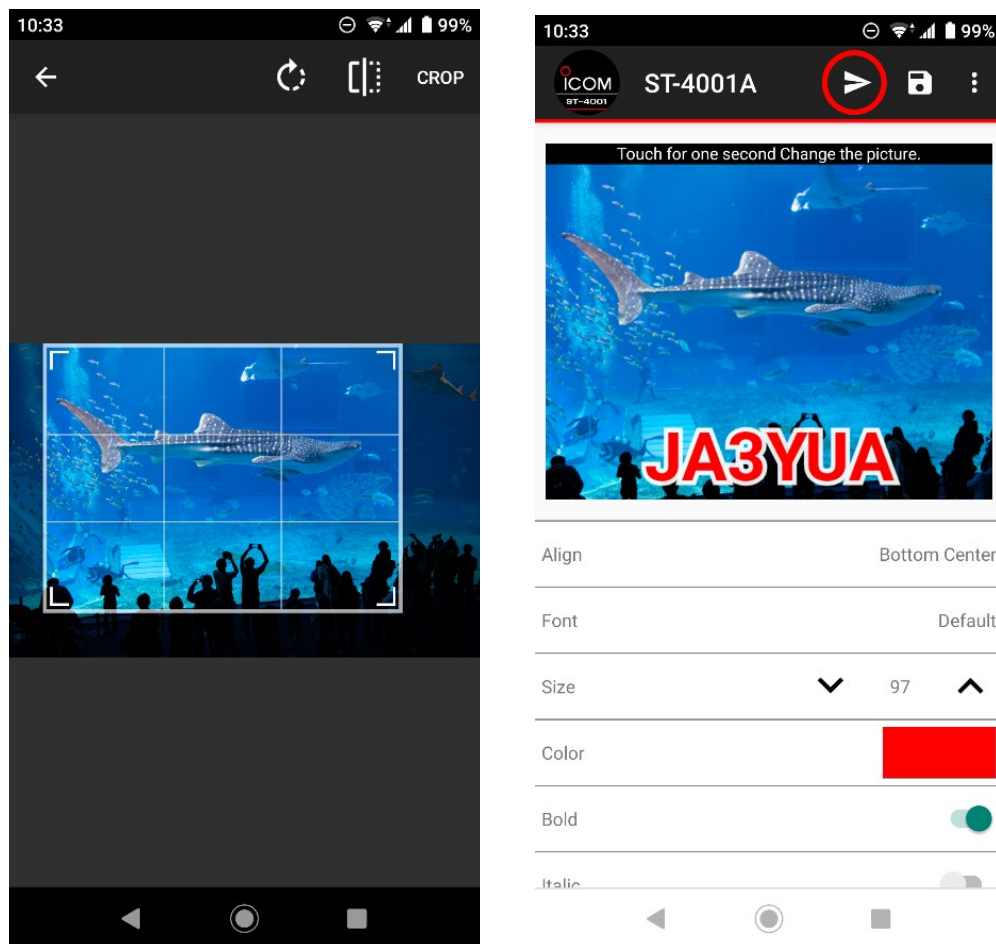 10:33
99%
CROP
10:33
99%
ICOM
ST-4001
ST-4001A
Touch for one second Change the picture.
JA3YUA
Align
Bottom Center
Font
Default
Size
97
Color
Bold
Italic